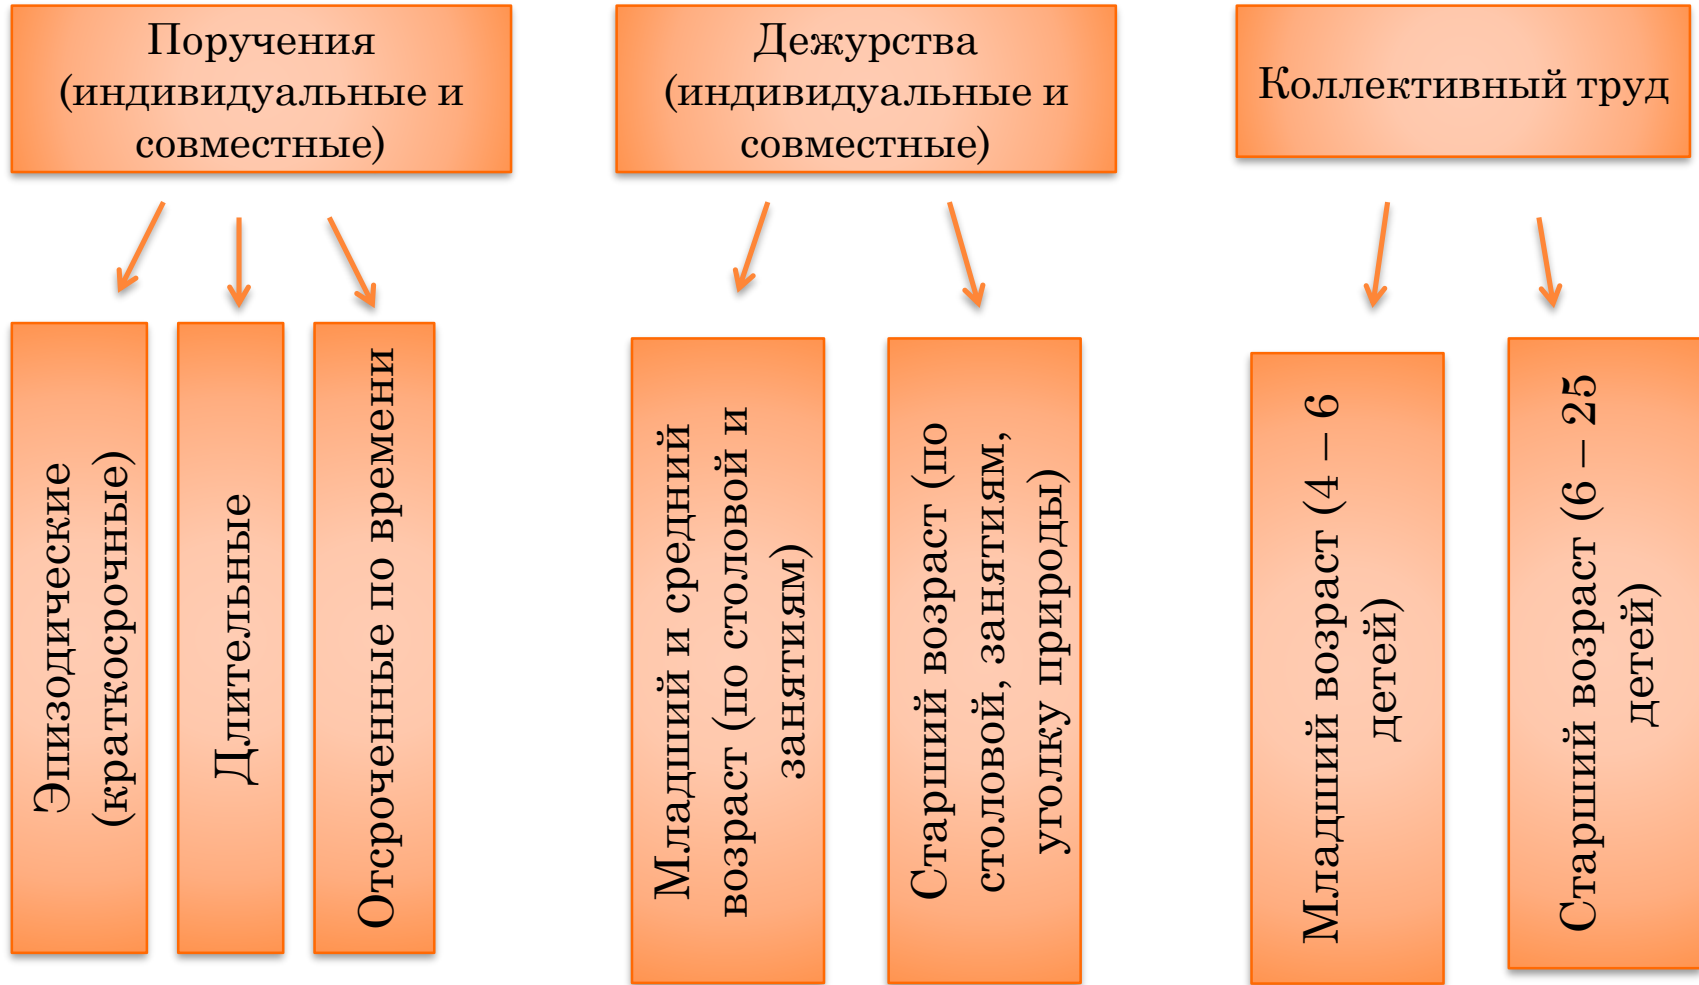 Поручения
(индивидуальные и
совместные)
Дежурства
(индивидуальные и
совместные)
Коллективный труд
Эпизодические
(краткосрочные)
Длительные
Отсроченные по времени
Младший и средний
возраст (по столовой и
занятиям)
Старший возраст (по
столовой, занятиям,
уголку природы)
Младший возраст (4 – 6
детей)
Старший возраст (6 – 25
детей)